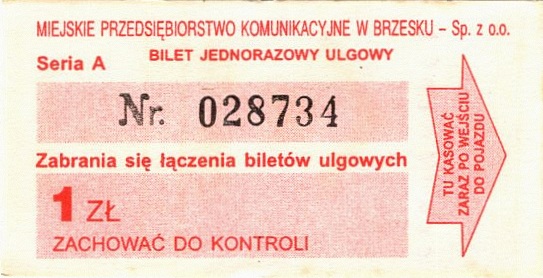 MIEJSKIE PRZEDSIĘBIORSTWO KOMUNIKACYJNE W BRZESKU – Sp. z o.o.
Seria A
BILET JEDNORAZOWY ULGOWY
Nr. 028734
Zabrania się łączenia biletów ulgowych
1 ZŁ
ZACHOWAĆ DO KONTROLI
TU KASOWAĆ
ZARAZ PO WEJŚCIU
DO POJAZDU